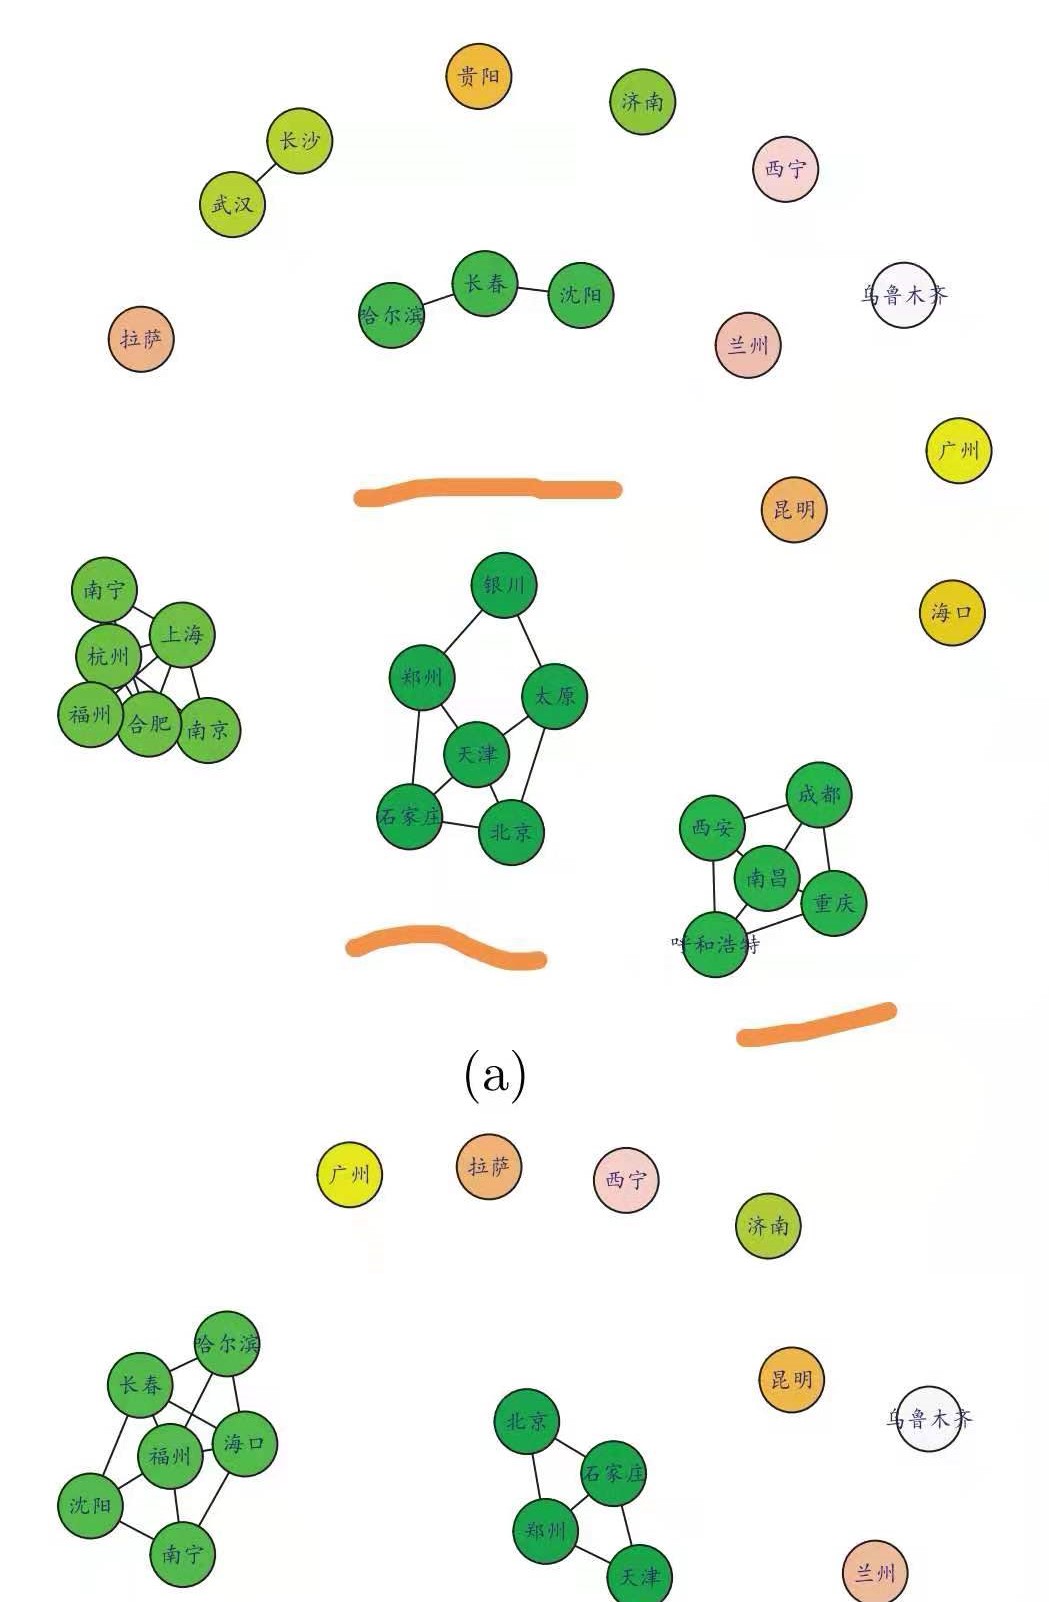 贵阳
济南
长沙
西宁
武汉
长春
哈尔滨
沈阳
乌鲁木齐
拉萨
兰州
广州
昆明
银川
南宁
海口
上海
杭州
郑州
太原
福州
合肥
南京
天津
成都
石家庄
北京
西安
南昌
重庆
呼和浩特
(a)
广州
拉萨
西宁
济南
哈尔滨
长春
昆明
乌鲁木齐
北京
福州
海口
石家庄
沈阳
郑州
南宁
天津
兰州